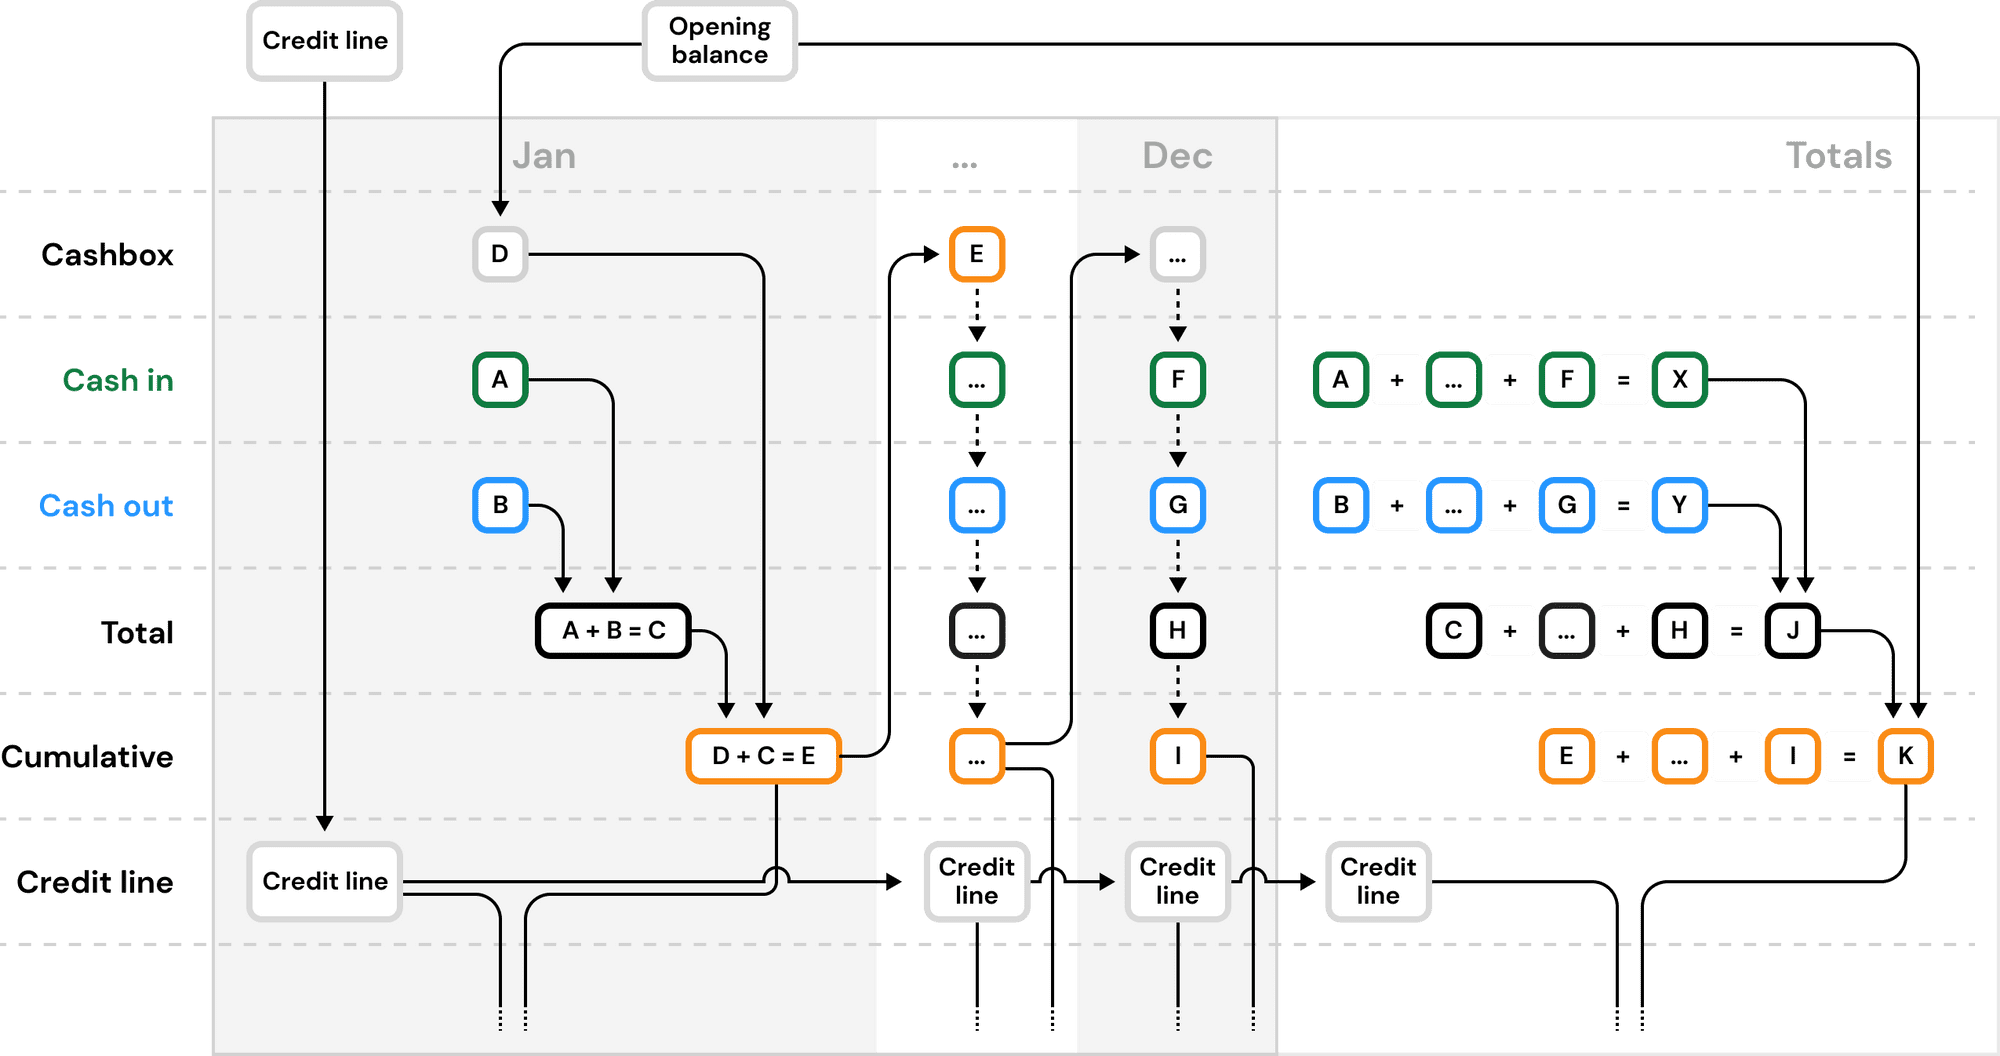 Credit line
Opening
balance
Jan
...
Dec
Totals
Cashbox
D
E
...
Cash in
A
...
F
A + ... + F = X
Cash out
B
...
G
B + ... + G = Y
Total
A + B = C
...
H
C + ... + H = J
Cumulative
D + C = E
...
I
E + ... + I = K
Credit line
Credit line
Credit
line
Credit
line
Credit
line